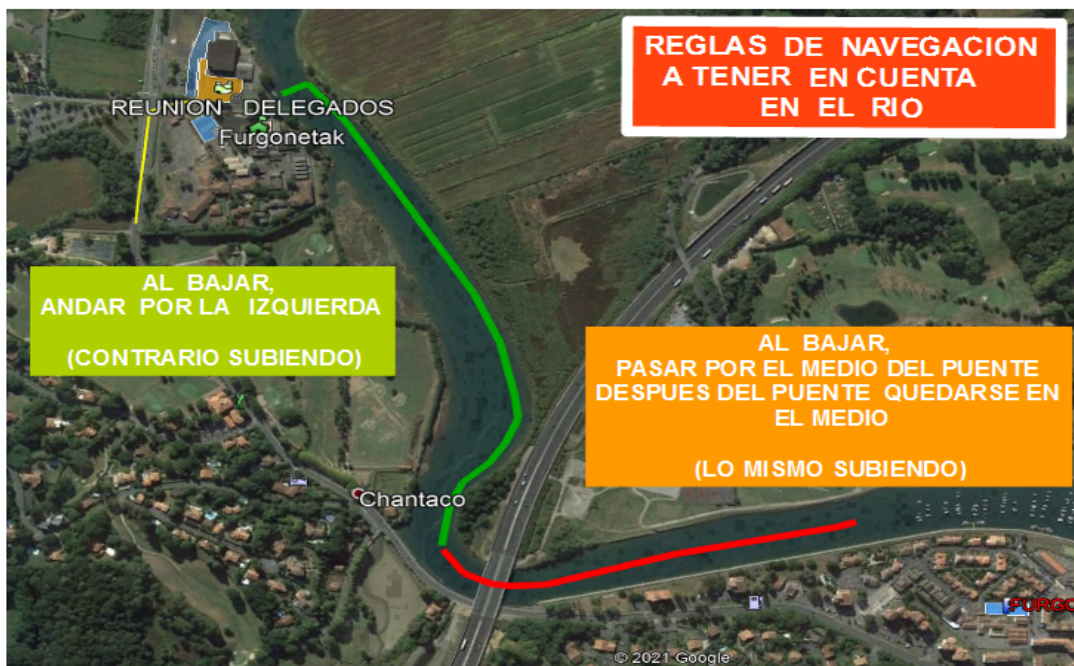 REGLAS DE NAVEGACION
A TENER EN CUENTA
EN EL RIO
REUNION DELEGADOS
Furgonetak
AL BAJAR,
ANDAR POR LA IZQUIERDA
(CONTRARIO SUBIENDO)
AL BAJAR,
PASAR POR EL MEDIO DEL PUENTE
DESPUES DEL PUENTE QUEDARSE EN
EL MEDIO
(LO MISMO SUBIENDO)
Chantaco
FURGO
© 2021 Google